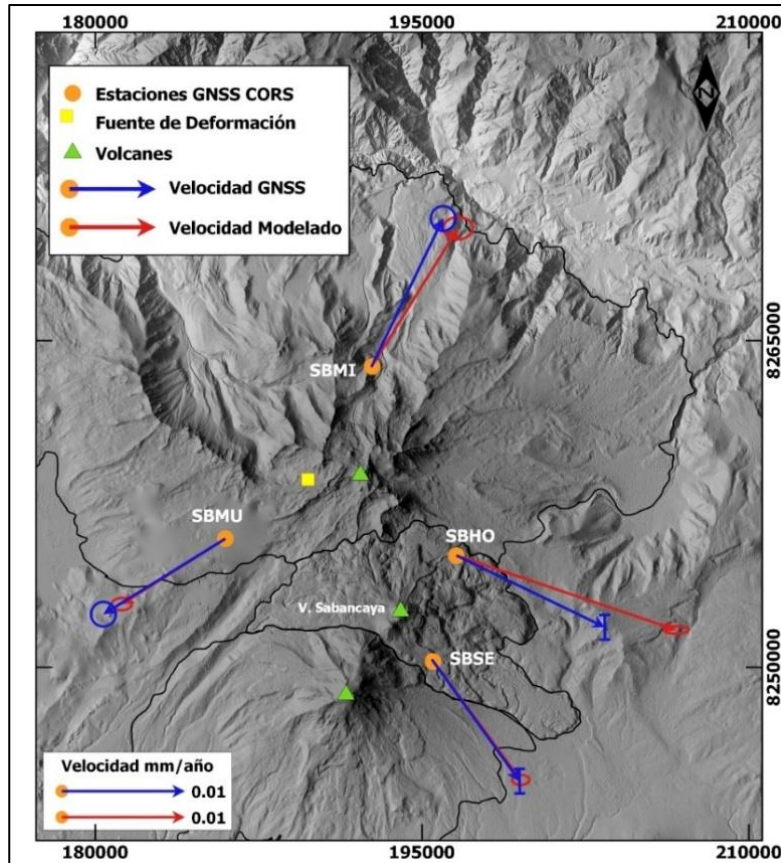 180000 195000 210000
Estaciones GNSS CORS
Fuente de Deformación
Volcanes
Velocidad GNSS
Velocidad Modelado
N
8265000
SBMI
SBMU
SBHO
V. Sabancaya
SBSE
8250000
Velocidad mm/año
0.01
0.01
180000 195000 210000